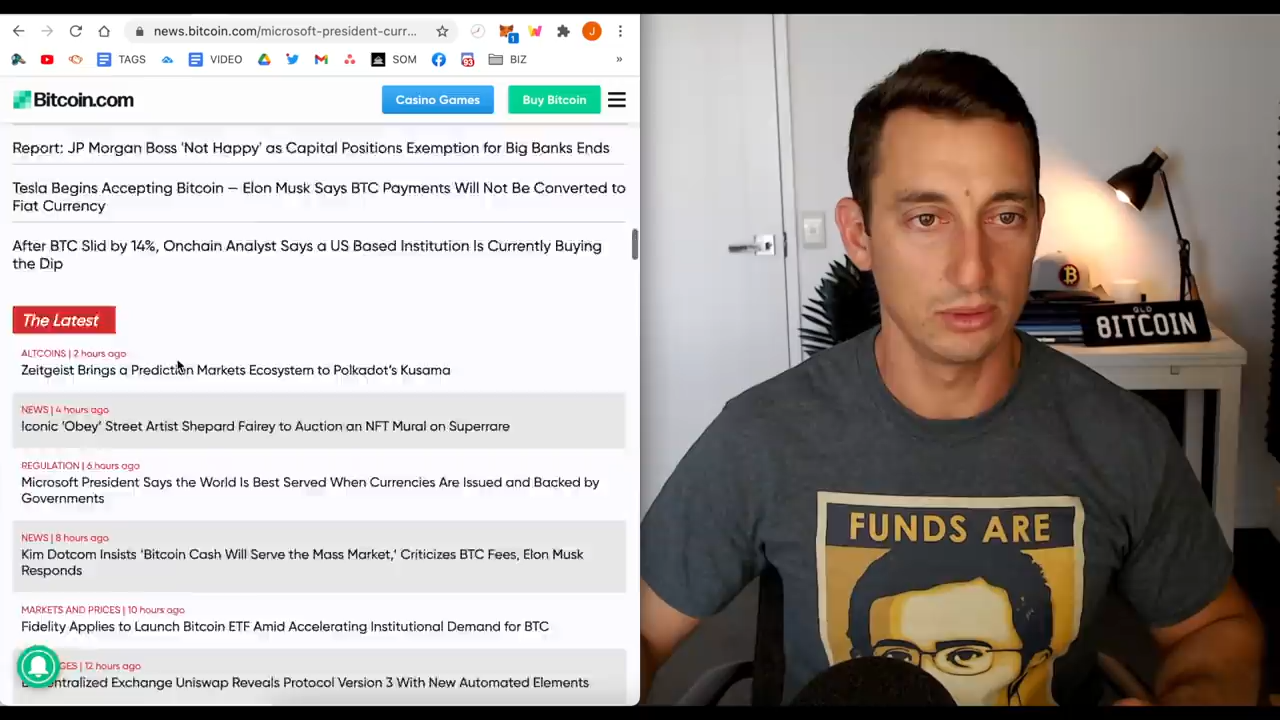 news.bitcoin.com/microsoft-president-curr...
J
1
TAGS
VIDEO
93
SOM
BIZ
»
Bitcoin.com
Casino Games
Buy Bitcoin
Report: JP Morgan Boss 'Not Happy' as Capital Positions Exemption for Big Banks Ends
Tesla Begins Accepting Bitcoin — Elon Musk Says BTC Payments Will Not Be Converted to
Fiat Currency
After BTC Slid by 14%, Onchain Analyst Says a US Based Institution Is Currently Buying
the Dip
The Latest
ALTCOINS | 2 hours ago
Zeitgeist Brings a Prediction Markets Ecosystem to Polkadot's Kusama
NEWS | 4 hours ago
Iconic 'Obey' Street Artist Shepard Fairey to Auction an NFT Mural on Superrare
REGULATION | 6 hours ago
Microsoft President Says the World Is Best Served When Currencies Are Issued and Backed by
Governments
NEWS | 8 hours ago
Kim Dotcom Insists 'Bitcoin Cash Will Serve the Mass Market,' Criticizes BTC Fees, Elon Musk
Responds
MARKETS AND PRICES | 10 hours ago
Fidelity Applies to Launch Bitcoin ETF Amid Accelerating Institutional Demand for BTC
12 hours ago
Exchange Uniswap Reveals Protocol Version 3 With New Automated Elements
QLD
8ITCOIN
FUNDS ARE